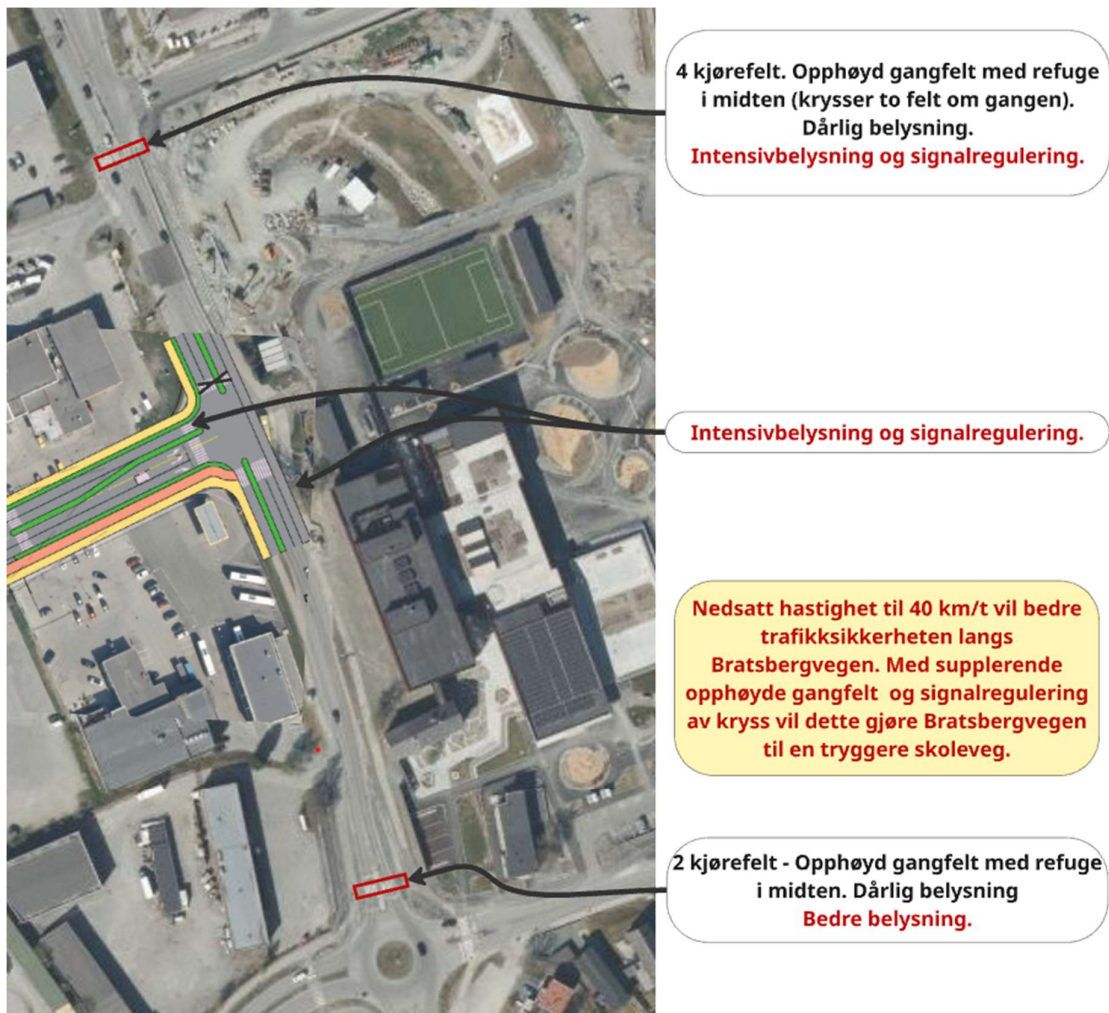 4 kjørefelt. Opphøyd gangfelt med refuge
i midten (krysser to felt om gangen).
Dårlig belysning.
Intensivbelysning og signalregulering.
Intensivbelysning og signalregulering.
Nedsatt hastighet til 40 km/t vil bedre
trafikksikkerheten langs
Bratsbergvegen. Med supplerende
opphøyde gangfelt og signalregulering
av kryss vil dette gjøre Bratsbergvegen
til en tryggere skoleveg.
2 kjørefelt - Opphøyd gangfelt med refuge
i midten. Dårlig belysning
Bedre belysning.